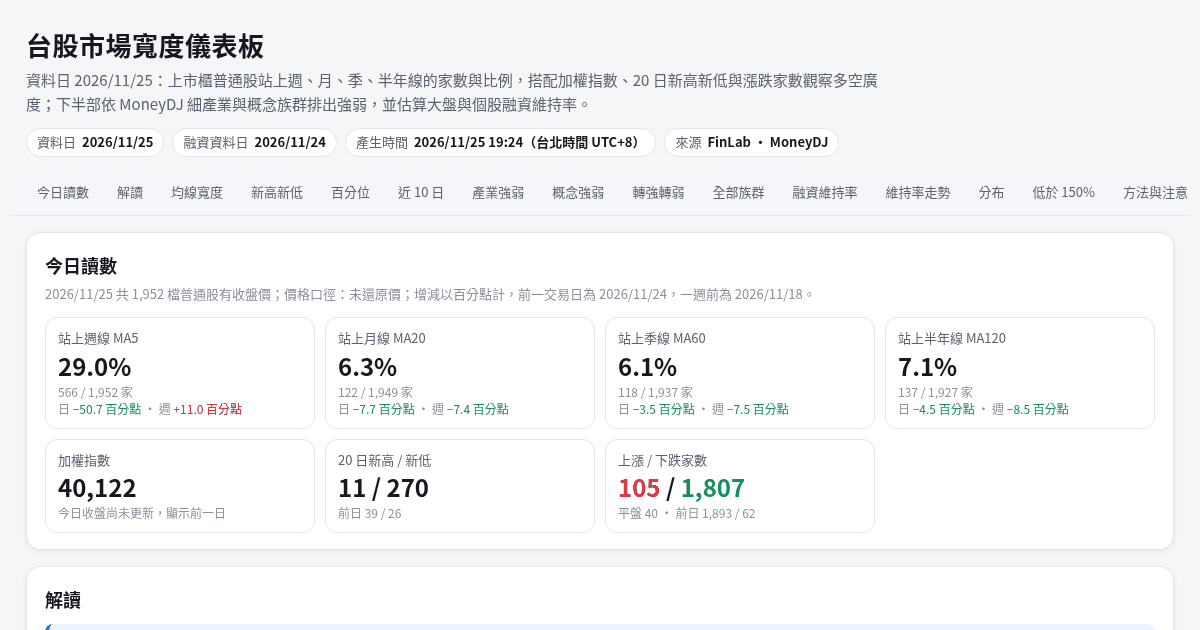 台股市場寬度儀表板
資料日 2026/11/25：上市櫃普通股站上週、月、季、半年線的家數與比例，搭配加權指數、20 日新高新低與漲跌家數觀察多空廣
度；下半部依 MoneyDJ 細產業與概念族群排出強弱，並估算大盤與個股融資維持率。
資料日 2026/11/25 融資資料日 2026/11/24 產生時間 2026/11/25 19:24（台北時間 UTC+8） 來源 FinLab · MoneyDJ
今日讀數 解讀 均線寬度 新高新低 百分位 近 10 日 產業強弱 概念強弱 轉強轉弱 全部族群 融資維持率 維持率走勢 分布 低於 150% 方法與注意
今日讀數
2026/11/25 共 1,952 檔普通股有收盤價；價格口徑：未還原價；增減以百分點計，前一交易日為 2026/11/24，一週前為 2026/11/18。
站上週線 MA5 站上月線 MA20 站上季線 MA60 站上半年線 MA120
29.0% 6.3% 6.1% 7.1%
566 / 1,952 家 122 / 1,949 家 118 / 1,937 家 137 / 1,927 家
日 −50.7 百分點 · 週 +11.0 百分點 日 −7.7 百分點 · 週 −7.4 百分點 日 −3.5 百分點 · 週 −7.5 百分點 日 −4.5 百分點 · 週 −8.5 百分點
加權指數 20 日新高 / 新低 上漲 / 下跌家數
40,122 11 / 270 105 / 1,807
今日收盤尚未更新，顯示前一日 前日 39 / 26 平盤 40 · 前日 1,893 / 62
解讀